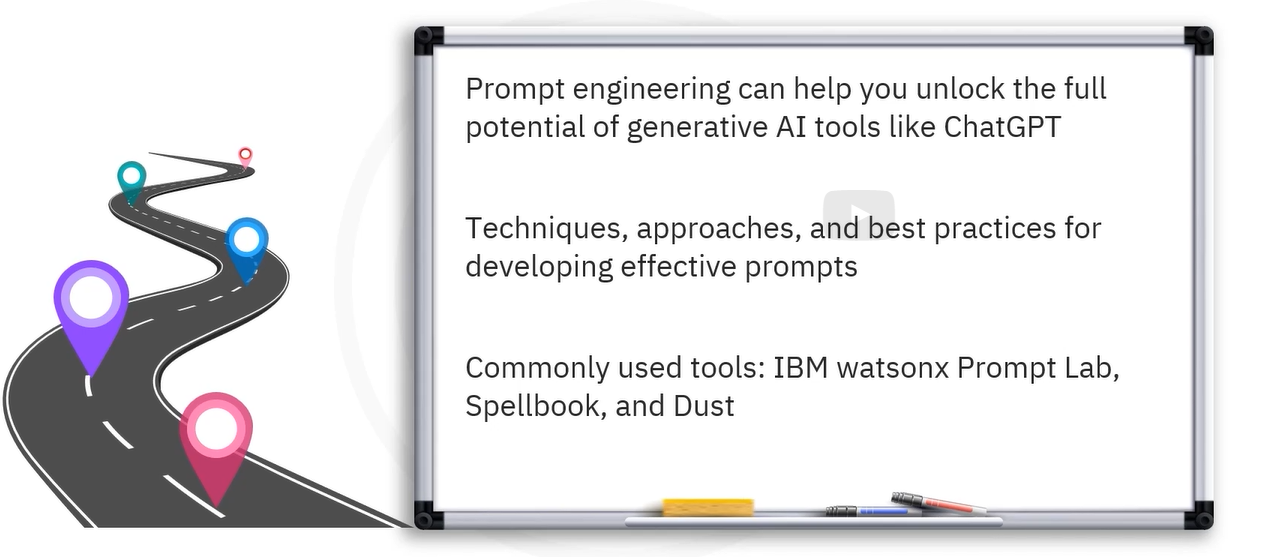 Prompt engineering can help you unlock the full
potential of generative AI tools like ChatGPT
Techniques, approaches, and best practices for
developing effective prompts
Commonly used tools: IBM watsonx Prompt Lab,
Spellbook, and Dust